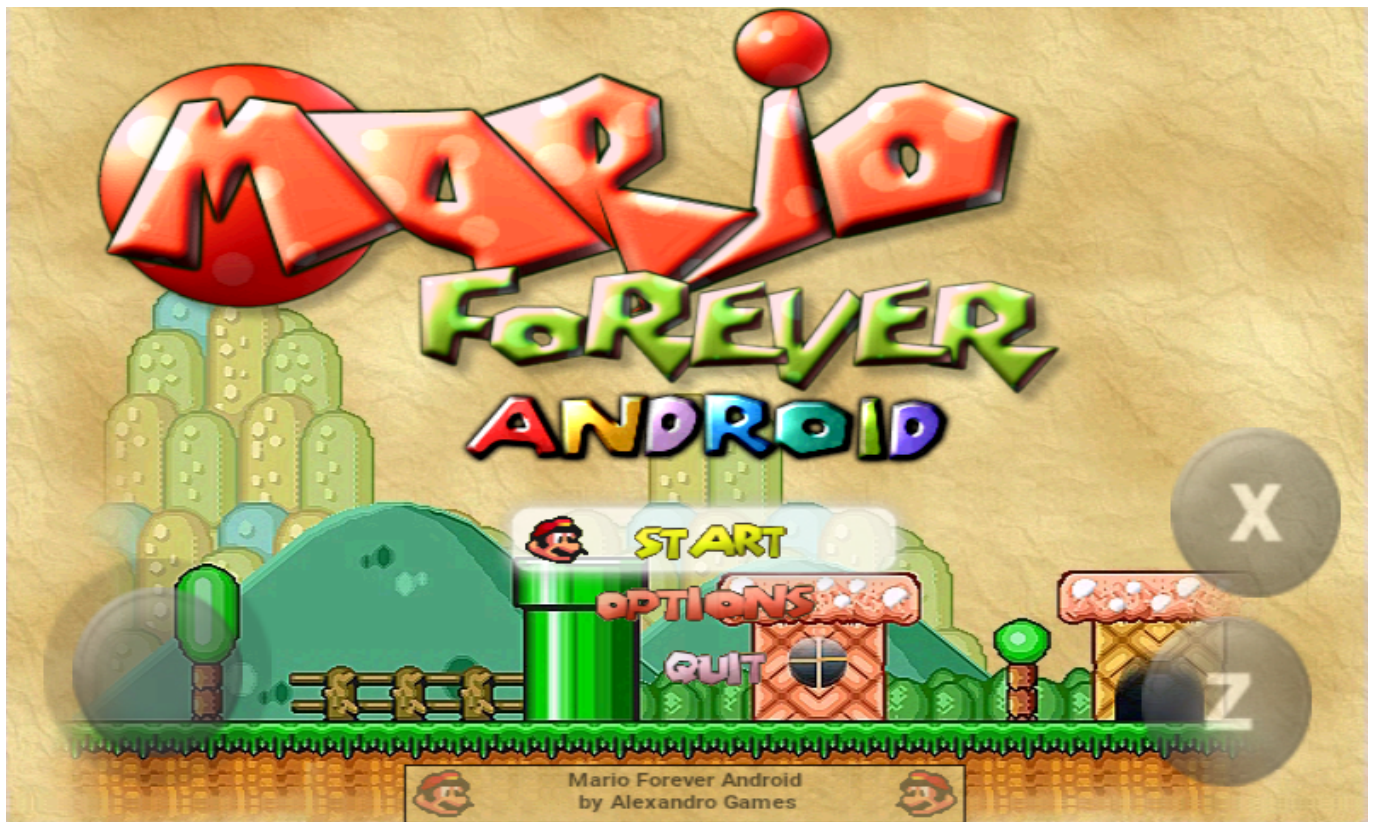 MARIO
FOREVER
ANDROID
START
OPTIONS
QUIT
X
Z
Mario Forever Android
by Alexandro Games